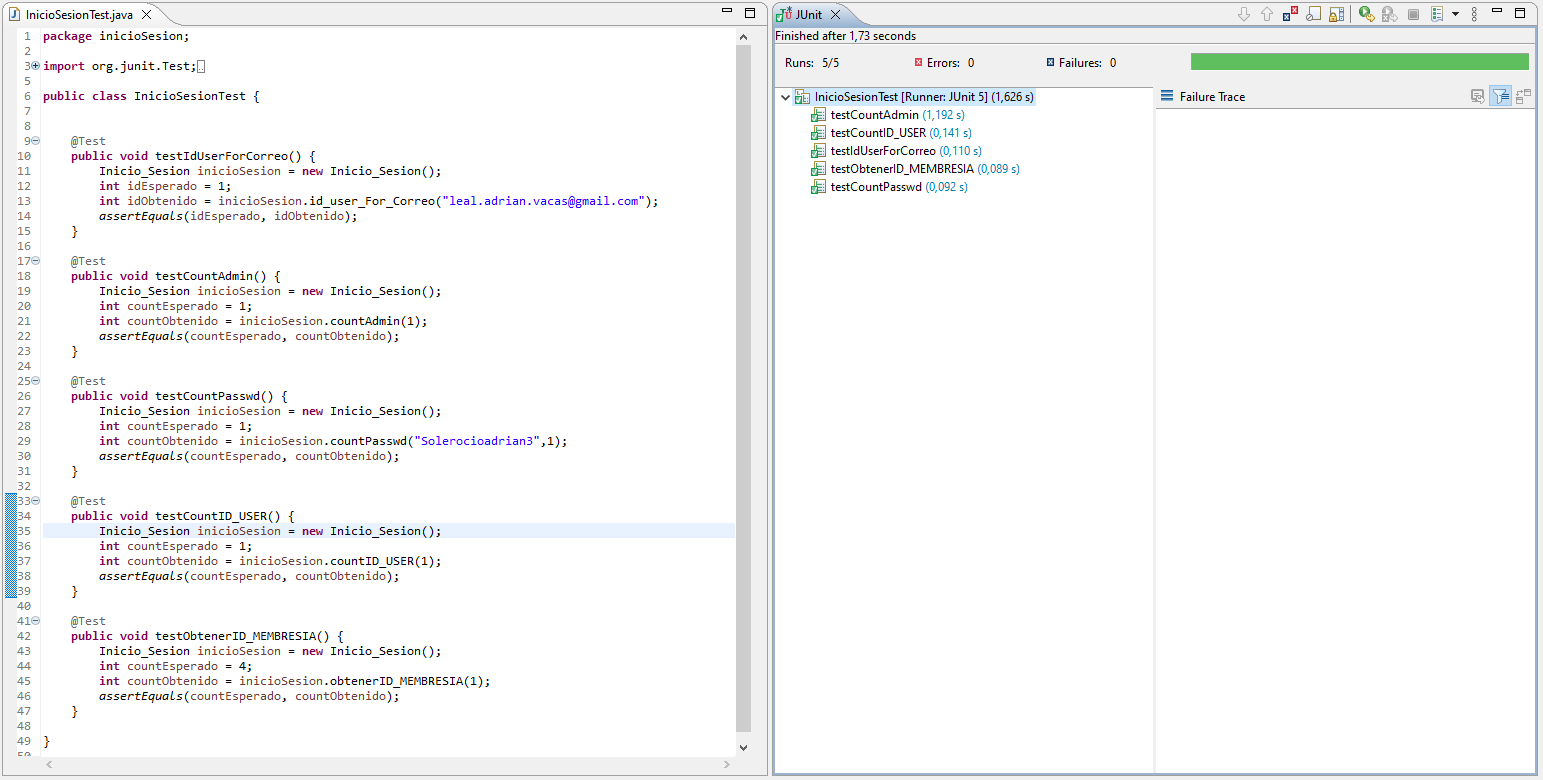 InicioSesionTest.java
1 package inicioSesion;
2
3 import org.junit.Test;
5
6 public class InicioSesionTest {
7
8
9 @Test
10 public void testIdUserForCorreo() {
11 Inicio_Sesion inicioSesion = new Inicio_Sesion();
12 int idEsperado = 1;
13 int idObtenido = inicioSesion.id_user_For_Correo("leal.adrian.vacas@gmail.com");
14 assertEquals(idEsperado, idObtenido);
15 }
16
17 @Test
18 public void testCountAdmin() {
19 Inicio_Sesion inicioSesion = new Inicio_Sesion();
20 int countEsperado = 1;
21 int countObtenido = inicioSesion.countAdmin(1);
22 assertEquals(countEsperado, countObtenido);
23 }
24
25 @Test
26 public void testCountPasswd() {
27 Inicio_Sesion inicioSesion = new Inicio_Sesion();
28 int countEsperado = 1;
29 int countObtenido = inicioSesion.countPasswd("Solerocioadrian3",1);
30 assertEquals(countEsperado, countObtenido);
31 }
32
33 @Test
34 public void testCountID_USER() {
35 Inicio_Sesion inicioSesion = new Inicio_Sesion();
36 int countEsperado = 1;
37 int countObtenido = inicioSesion.countID_USER(1);
38 assertEquals(countEsperado, countObtenido);
39 }
40
41 @Test
42 public void testObtenerID_MEMBRESIA() {
43 Inicio_Sesion inicioSesion = new Inicio_Sesion();
44 int countEsperado = 4;
45 int countObtenido = inicioSesion.obtenerID_MEMBRESIA(1);
46 assertEquals(countEsperado, countObtenido);
47 }
48
49 }
50
JUnit
Finished after 1,73 seconds
Runs: 5/5 Errors: 0 Failures: 0
InicioSesionTest [Runner: JUnit 5] (1,626 s)
testCountAdmin (1,192 s)
testCountID_USER (0,141 s)
testIdUserForCorreo (0,110 s)
testObtenerID_MEMBRESIA (0,089 s)
testCountPasswd (0,092 s)
Failure Trace